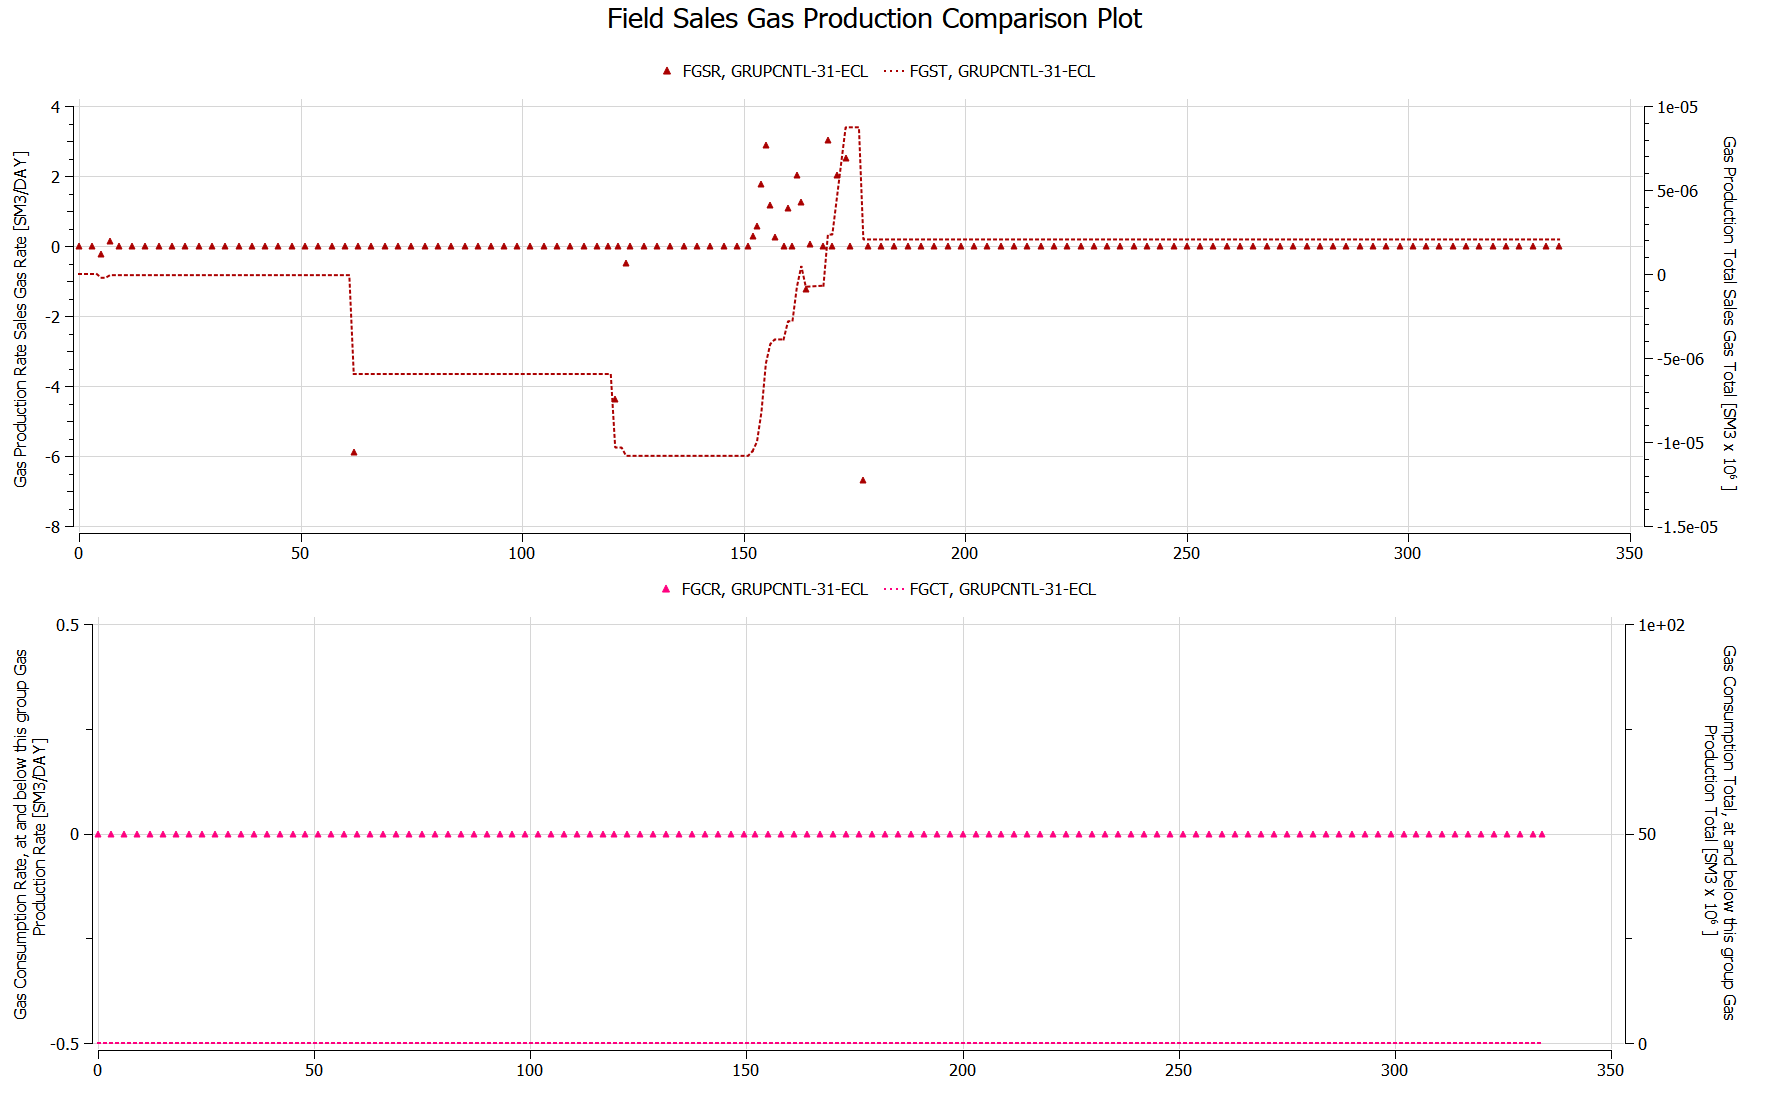 Field Sales Gas Production Comparison Plot
FGSR, GRUPCNTL-31-ECL FGST, GRUPCNTL-31-ECL
Gas Production Rate Sales Gas Rate [SM3/DAY]
4
2
0
-2
-4
-6
-8
1e-05
5e-06
0
-5e-06
-1e-05
-1.5e-05
Gas Production Total Sales Gas Total [SM3 x 10⁶ ]
0 50 100 150 200 250 300 350
FGCR, GRUPCNTL-31-ECL FGCT, GRUPCNTL-31-ECL
Gas Consumption Rate, at and below this group Gas
Production Rate [SM3/DAY]
0.5
0
-0.5
1e+02
50
0
Gas Consumption Total, at and below this group Gas
Production Total [SM3 x 10⁶ ]
0 50 100 150 200 250 300 350